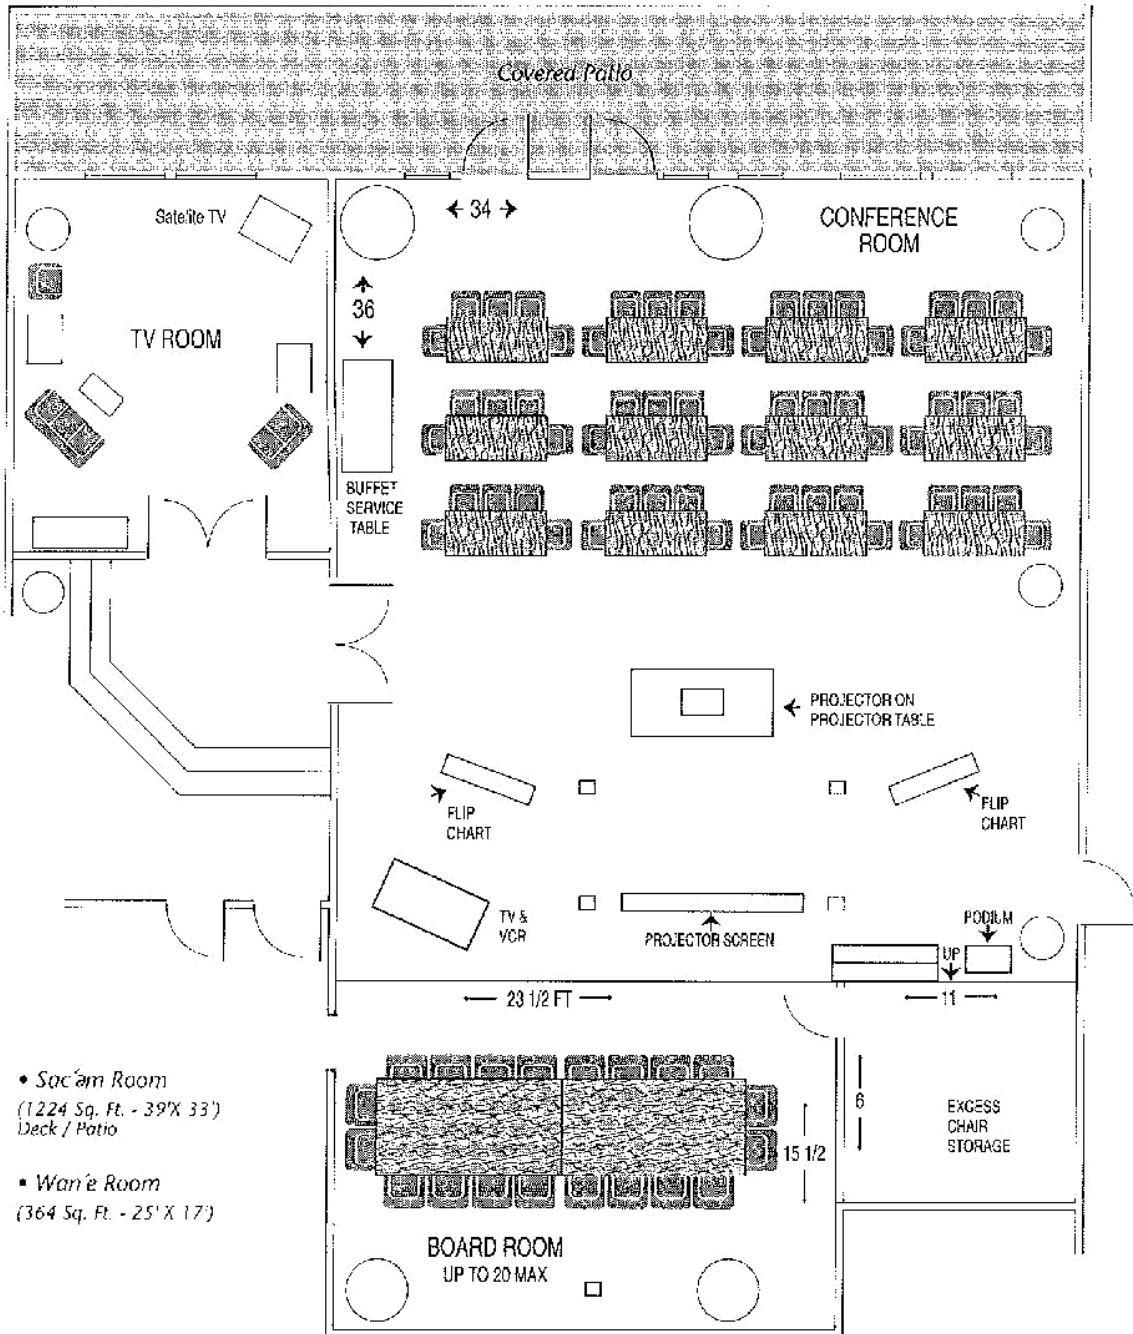 Covered Patio
Satellite TV
← 34 →
CONFERENCE
ROOM
36
TV ROOM
BUFFET
SERVICE
TABLE
PROJECTOR ON
PROJECTOR TABLE
FLIP
CHART
FLIP
CHART
TV &
VCR
PROJECTOR SCREEN
PODIUM
UP
23 1/2 FT
11
• Sac'am Room
(1224 Sq. Ft. - 39'X 33')
Deck / Patio
6
EXCESS
CHAIR
STORAGE
15 1/2
• Wan'e Room
(364 Sq. Ft. - 25' X 17')
BOARD ROOM
UP TO 20 MAX